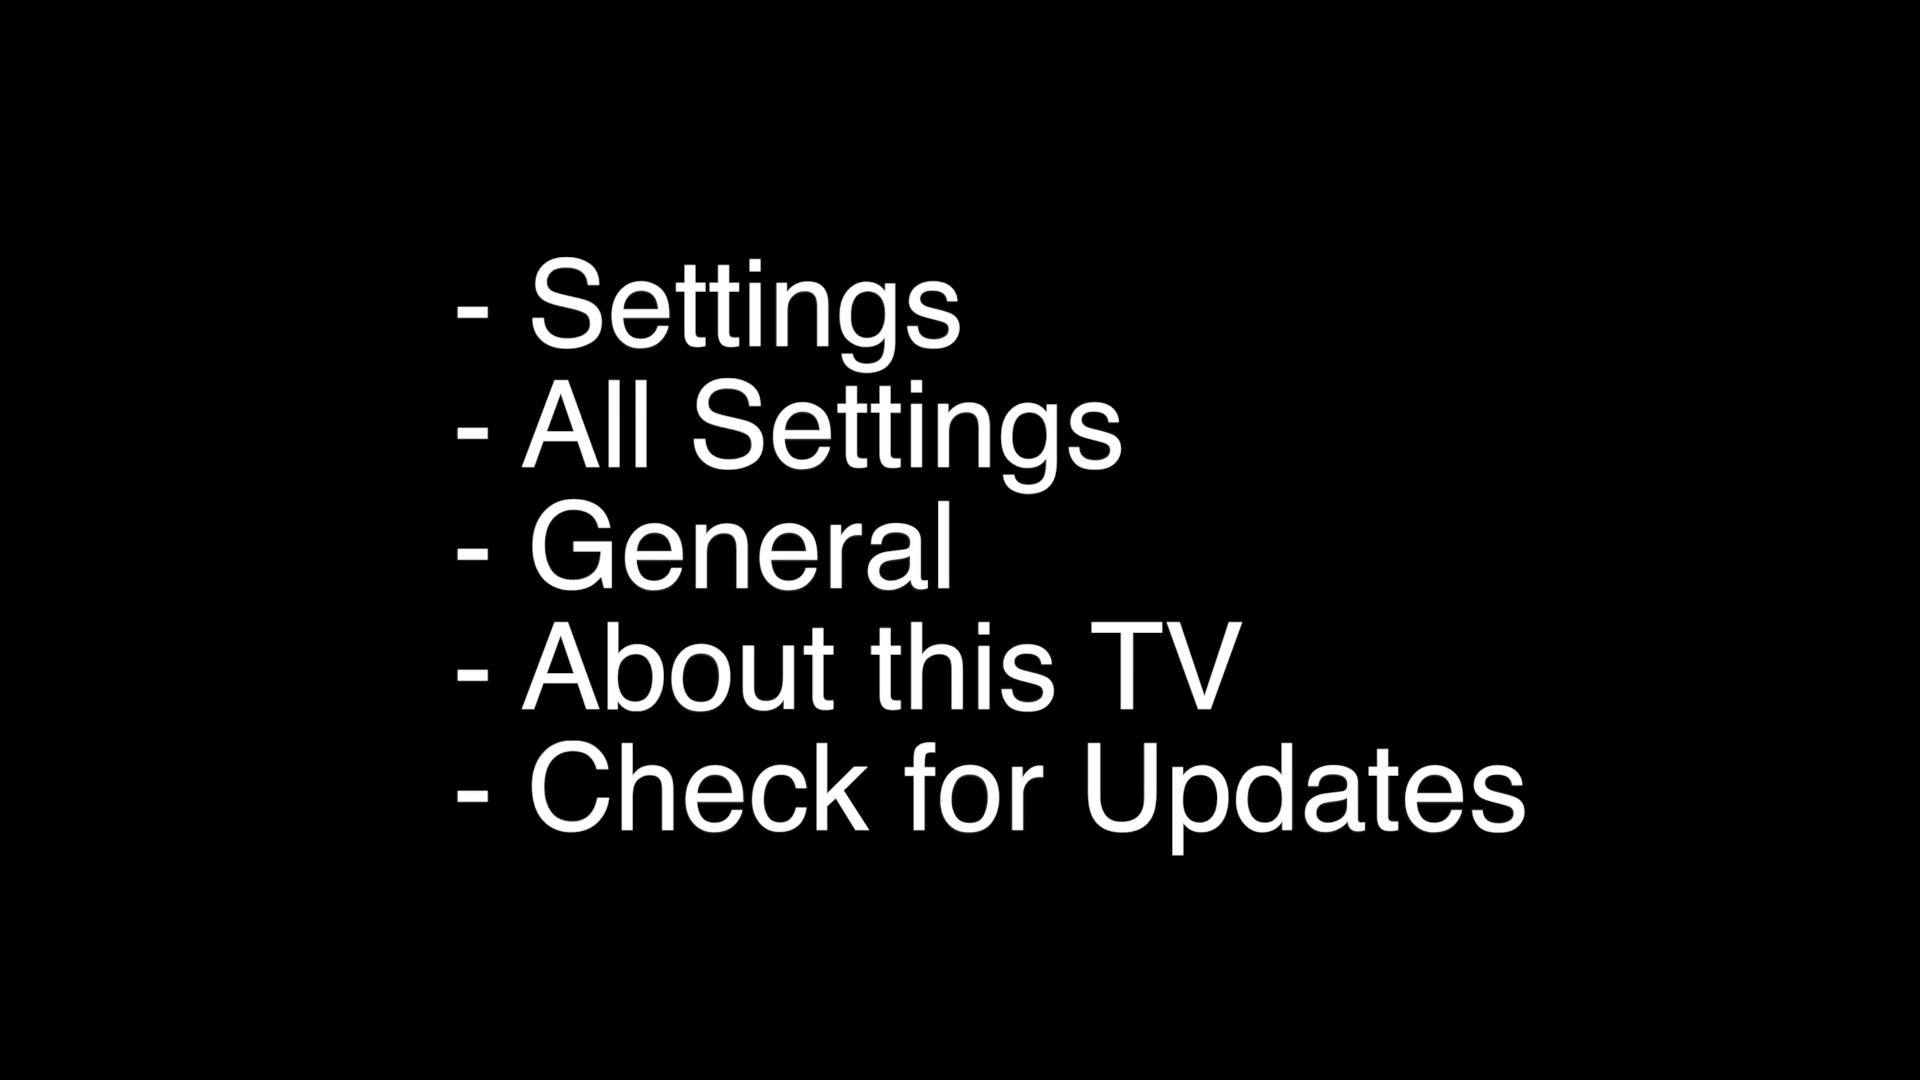 - Settings
- All Settings
- General
- About this TV
- Check for Updates